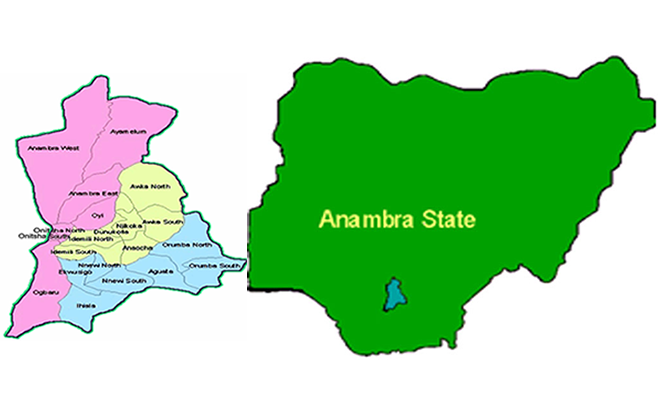 Ayamelum
Anambra West
Awka North
Anambra East
Oyi
Awka South
Onitsha North
Njikoka
Onitsha South
Dunukofia
Idemili North
Anaocha
Orumba North
Idemili South
Nnewi North
Orumba South
Ekwusigo
Aguata
Nnewi South
Ogbaru
Ihiala
Anambra State